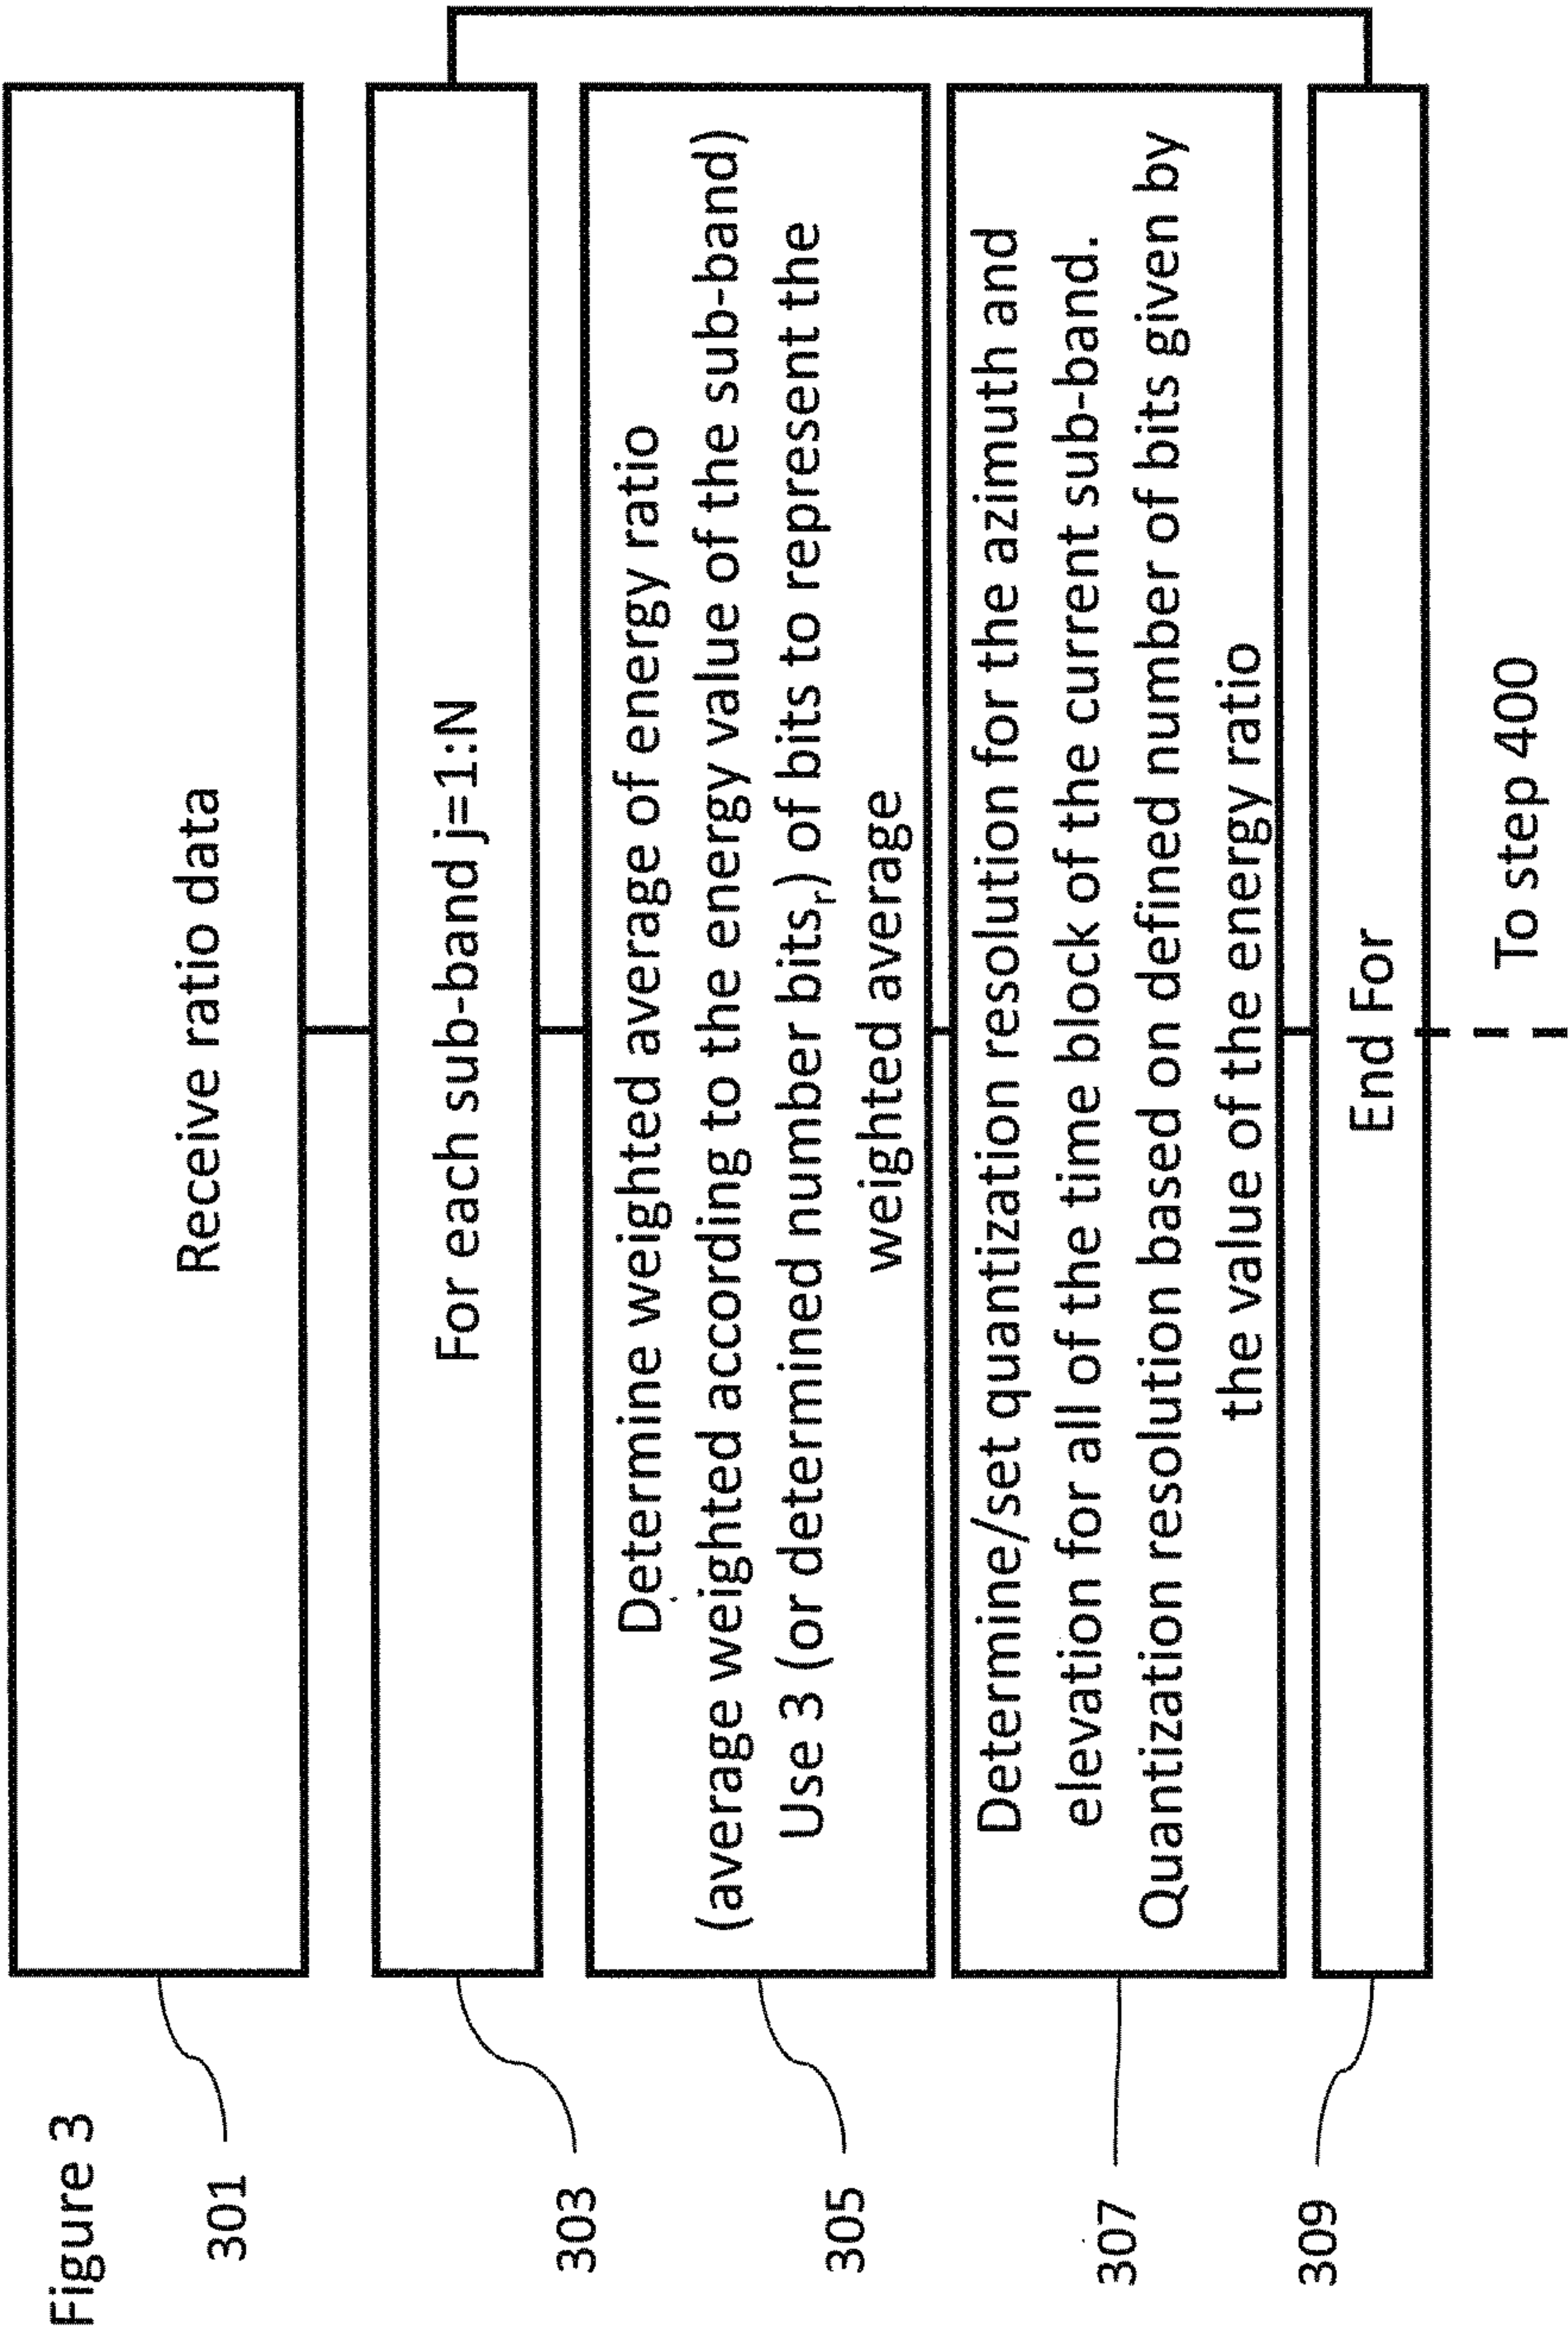 Figure 3
301
Receive ratio data
303
For each sub-band j=1:N
305
Determine weighted average of energy ratio
(average weighted according to the energy value of the sub-band)
Use 3 (or determined number bitsᵣ) of bits to represent the
weighted average
307
Determine/set quantization resolution for the azimuth and
elevation for all of the time block of the current sub-band.
Quantization resolution based on defined number of bits given by
the value of the energy ratio
309
End For
To step 400